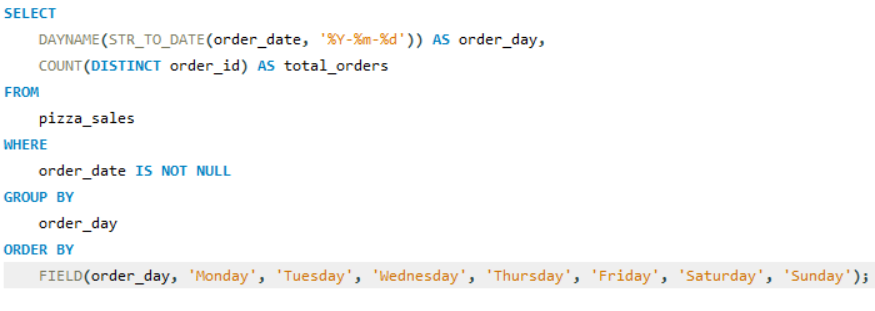 SELECT
DAYNAME(STR_TO_DATE(order_date, '%Y-%m-%d')) AS order_day,
COUNT(DISTINCT order_id) AS total_orders
FROM
pizza_sales
WHERE
order_date IS NOT NULL
GROUP BY
order_day
ORDER BY
FIELD(order_day, 'Monday', 'Tuesday', 'Wednesday', 'Thursday', 'Friday', 'Saturday', 'Sunday');